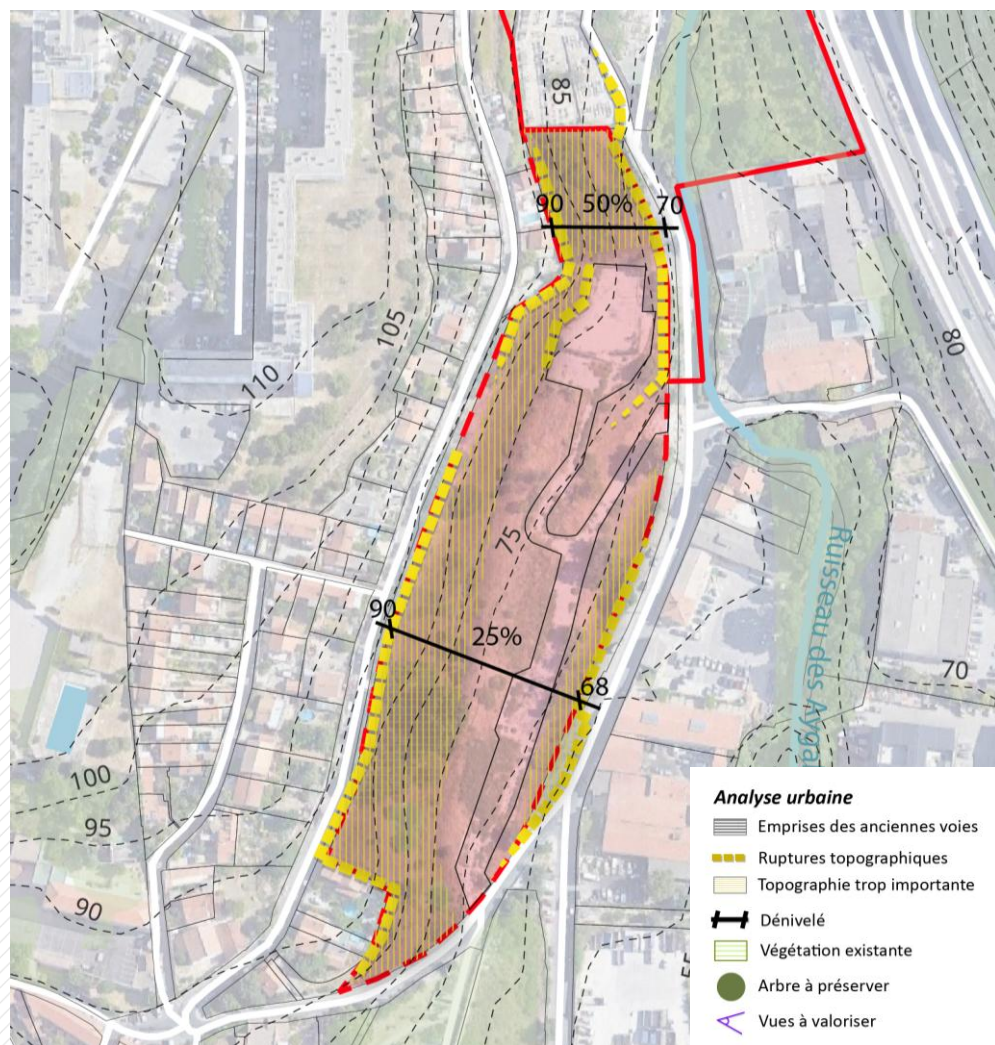 85
90 50% 70
105
110
80
75
90
25%
68
70
100
95
90
Ruisseau des Aygal
Analyse urbaine
Emprises des anciennes voies
Ruptures topographiques
Topographie trop importante
Dénivelé
Végétation existante
Arbre à préserver
Vues à valoriser